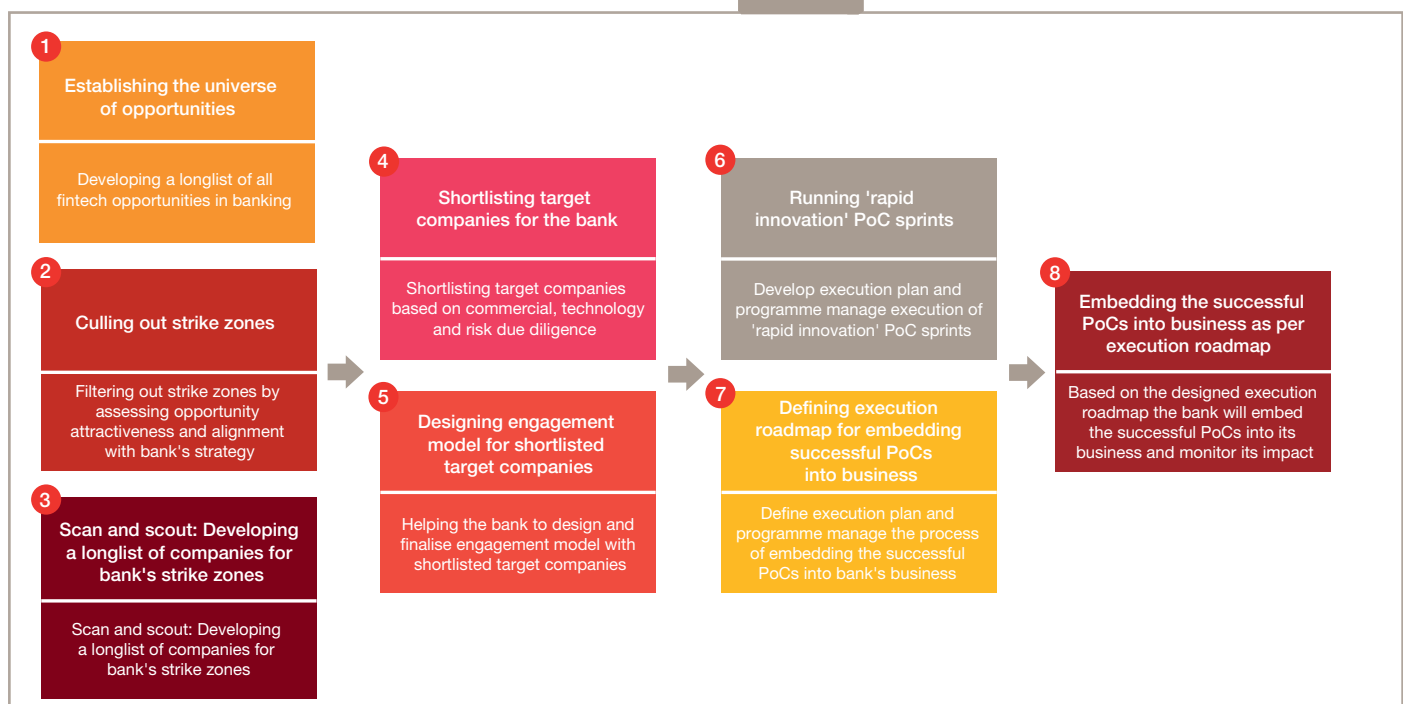 1
Establishing the universe
of opportunities
Developing a longlist of all
fintech opportunities in banking
2
Culling out strike zones
Filtering out strike zones by
assessing opportunity
attractiveness and alignment
with bank's strategy
3
Scan and scout: Developing
a longlist of companies for
bank's strike zones
Scan and scout: Developing
a longlist of companies for
bank's strike zones
4
Shortlisting target
companies for the bank
Shortlisting target companies
based on commercial, technology
and risk due diligence
5
Designing engagement
model for shortlisted
target companies
Helping the bank to design and
finalise engagement model with
shortlisted target companies
6
Running 'rapid
innovation' PoC sprints
Develop execution plan and
programme manage execution of
'rapid innovation' PoC sprints
7
Defining execution
roadmap for embedding
successful PoCs
into business
Define execution plan and
programme manage the process
of embedding the successful
PoCs into bank's business
8
Embedding the successful
PoCs into business as per
execution roadmap
Based on the designed execution
roadmap the bank will embed
the successful PoCs into its
business and monitor its impact